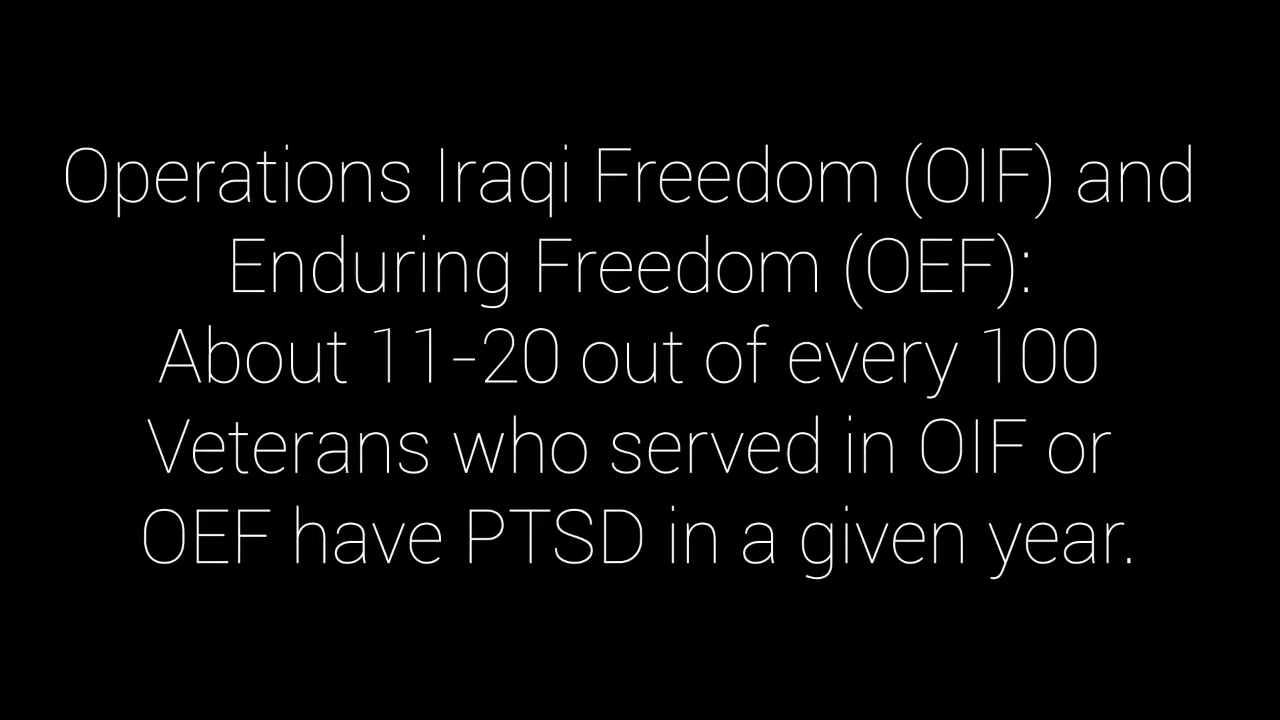 Operations Iraqi Freedom (OIF) and
Enduring Freedom (OEF):
About 11-20 out of every 100
Veterans who served in OIF or
OEF have PTSD in a given year.